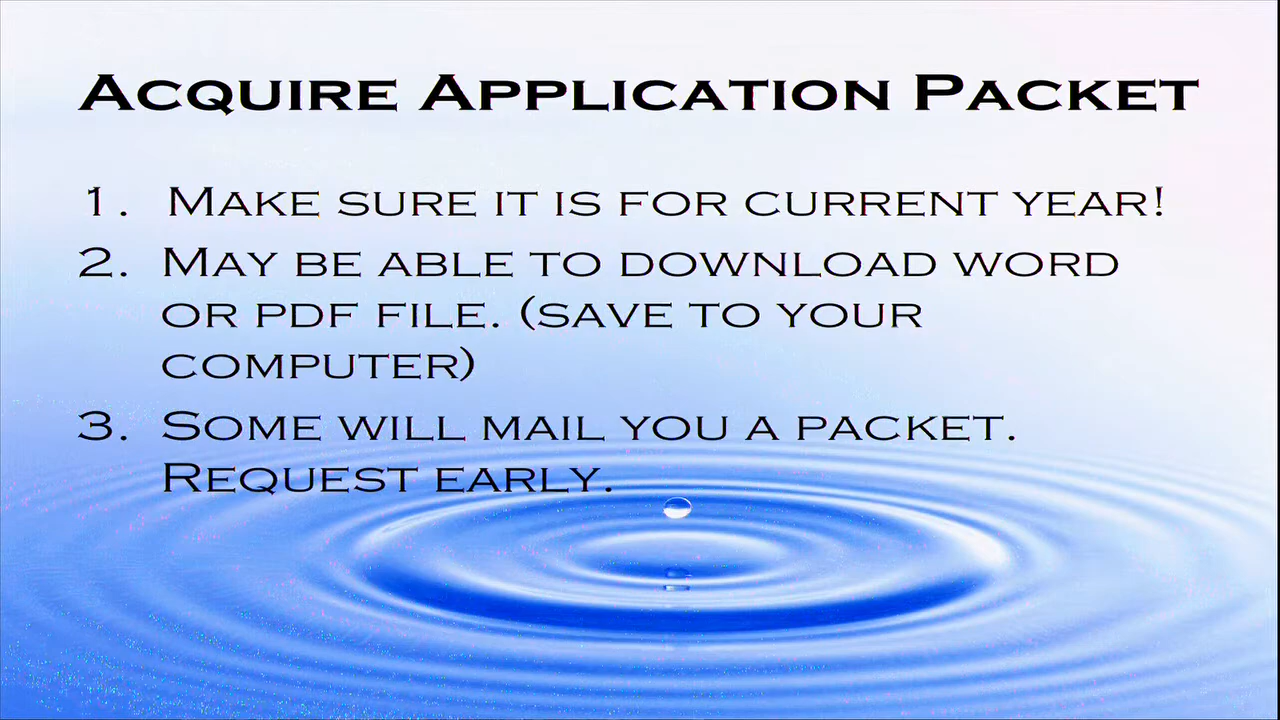 Acquire Application Packet
1. Make sure it is for current year!
2. May be able to download word
or pdf file. (save to your
computer)
3. Some will mail you a packet.
Request early.